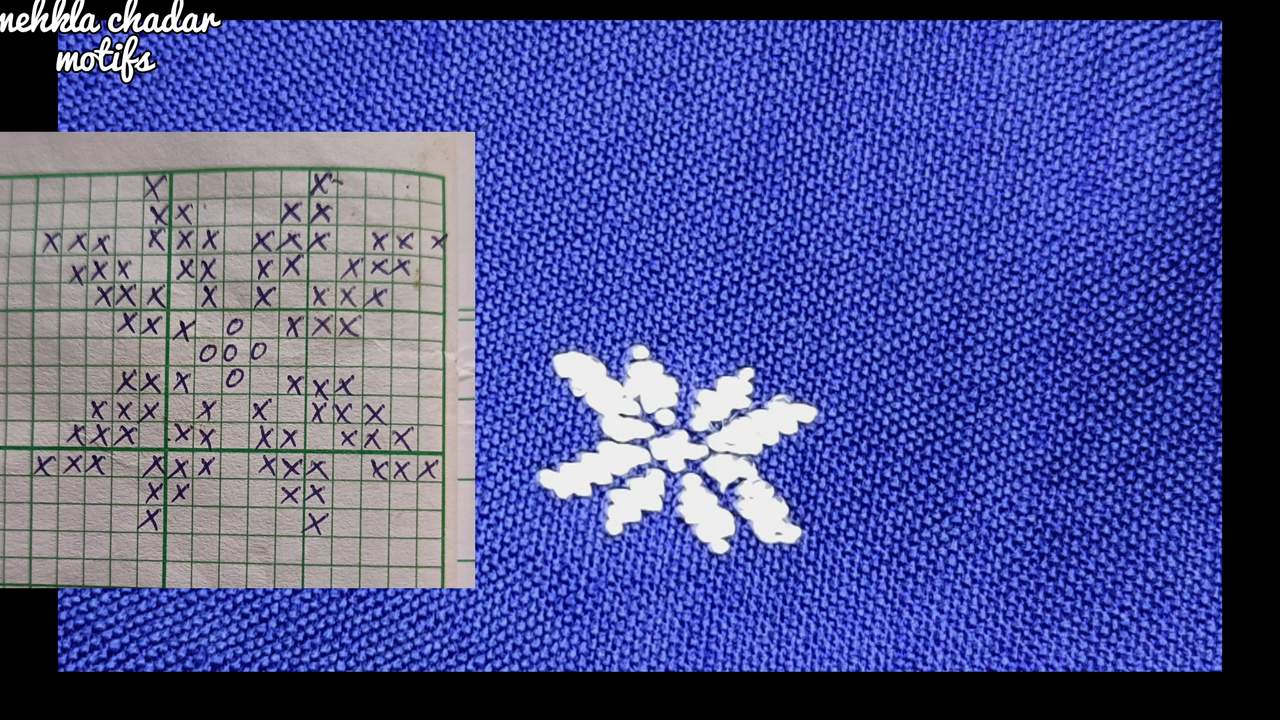 mehkla chadar
motifs
X X
X X X X
X X X X X X X X X X X X
X X X X X X X X X X
X X X X X X X X
X X X O X X X
O O O
X X X O X X X
X X X X X X X X
X X X X X X X X X X
X X X X X X X X X X X X
X X X X
X X